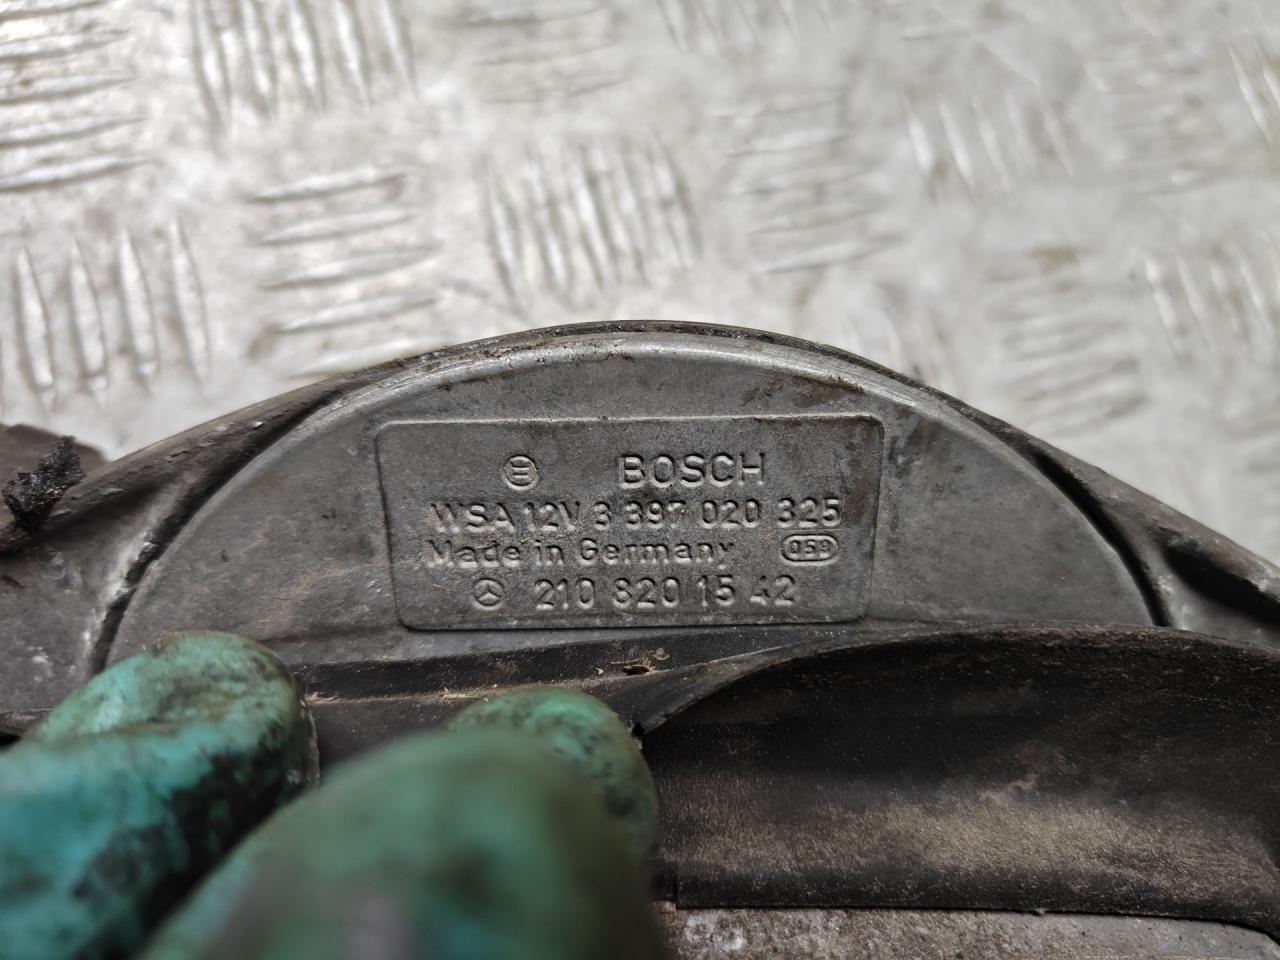 BOSCH
WSA 12V 3 397 020 325
Made in Germany 059
210 820 15 42